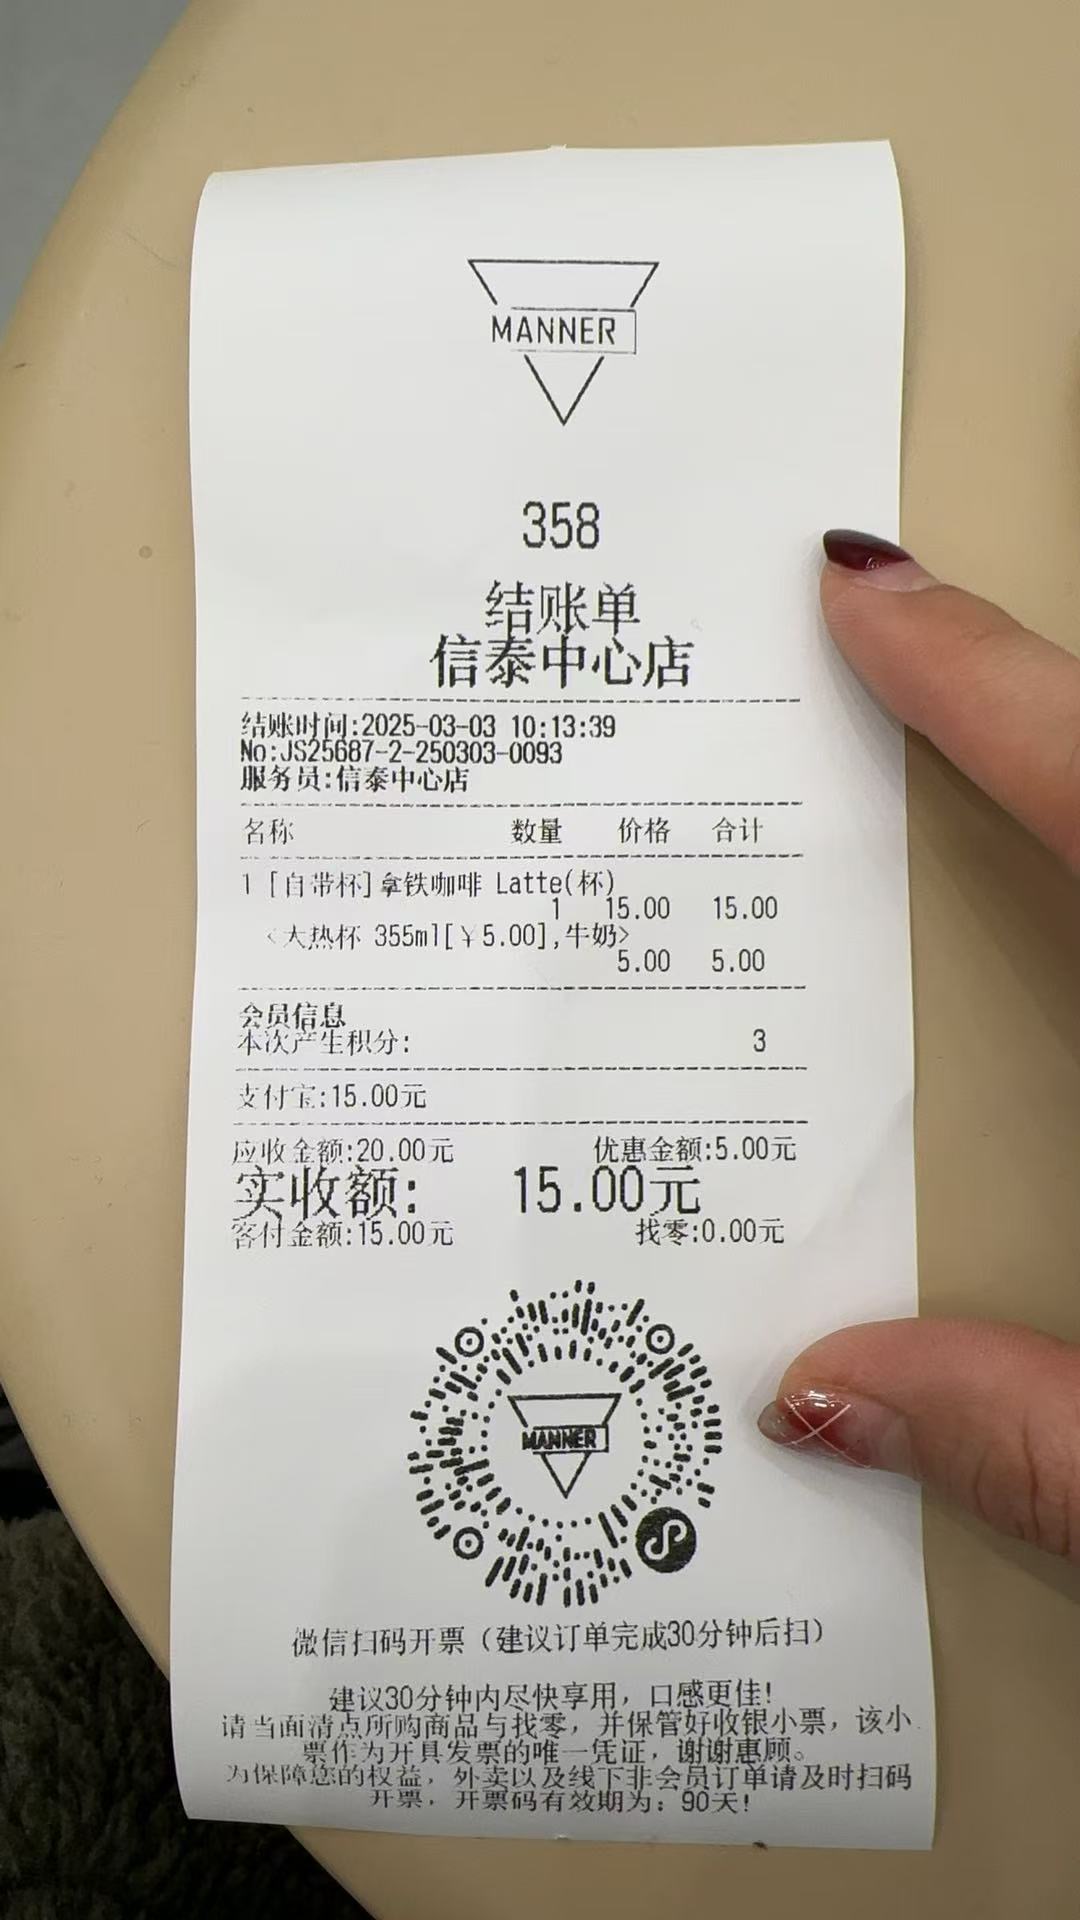 MANNER
358
结账单
信泰中心店
结账时间:2025-03-03 10:13:39
No:JS25687-2-250303-0093
服务员:信泰中心店
名称 数量 价格 合计
1 [自带杯]拿铁咖啡 Latte(杯)
1 15.00 15.00
<大热杯 355ml[¥5.00],牛奶>
5.00 5.00
会员信息
本次产生积分: 3
支付宝:15.00元
应收金额:20.00元 优惠金额:5.00元
实收额: 15.00元
客付金额:15.00元 找零:0.00元
MANNER
微信扫码开票（建议订单完成30分钟后扫）
建议30分钟内尽快享用，口感更佳!
请当面清点所购商品与找零，并保管好收银小票，该小
票作为开具发票的唯一凭证，谢谢惠顾。
为保障您的权益，外卖以及线下非会员订单请及时扫码
开票，开票码有效期为：90天!